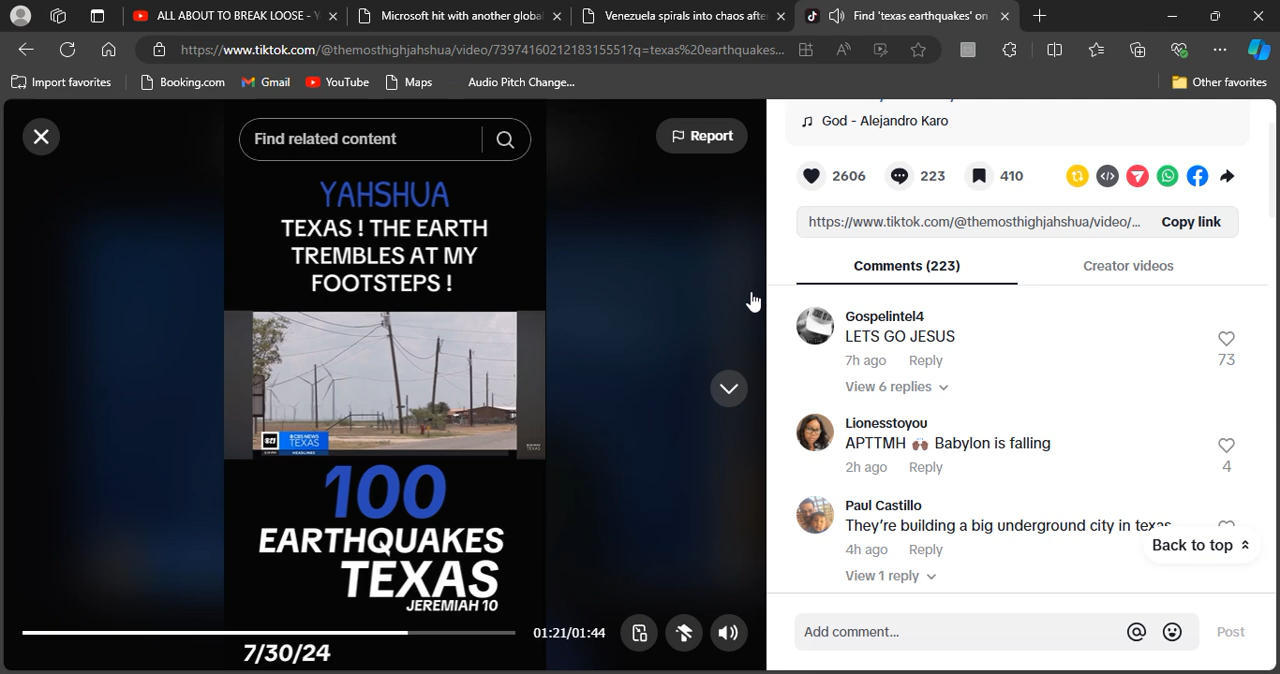 ALL ABOUT TO BREAK LOOSE - Y
Microsoft hit with another global
Venezuela spirals into chaos after
Find 'texas earthquakes' on
https://www.tiktok.com/@themosthighjahshua/video/7397416021218315551?q=texas%20earthquakes...
Import favorites
Booking.com
Gmail
YouTube
Maps
Audio Pitch Change...
Other favorites
Find related content
Report
YAHSHUA
TEXAS ! THE EARTH
TREMBLES AT MY
FOOTSTEPS !
CBS NEWS
TEXAS
HEADLINES
100
EARTHQUAKES
TEXAS
JEREMIAH 10
01:21/01:44
7/30/24
God - Alejandro Karo
2606
223
410
https://www.tiktok.com/@themosthighjahshua/video/...
Copy link
Comments (223)
Creator videos
Gospelintel4
LETS GO JESUS
7h ago
Reply
73
View 6 replies
Lionesstoyou
APTTMH 🙌🏾 Babylon is falling
2h ago
Reply
4
Paul Castillo
They're building a big underground city in texas
4h ago
Reply
Back to top
View 1 reply
Add comment...
Post